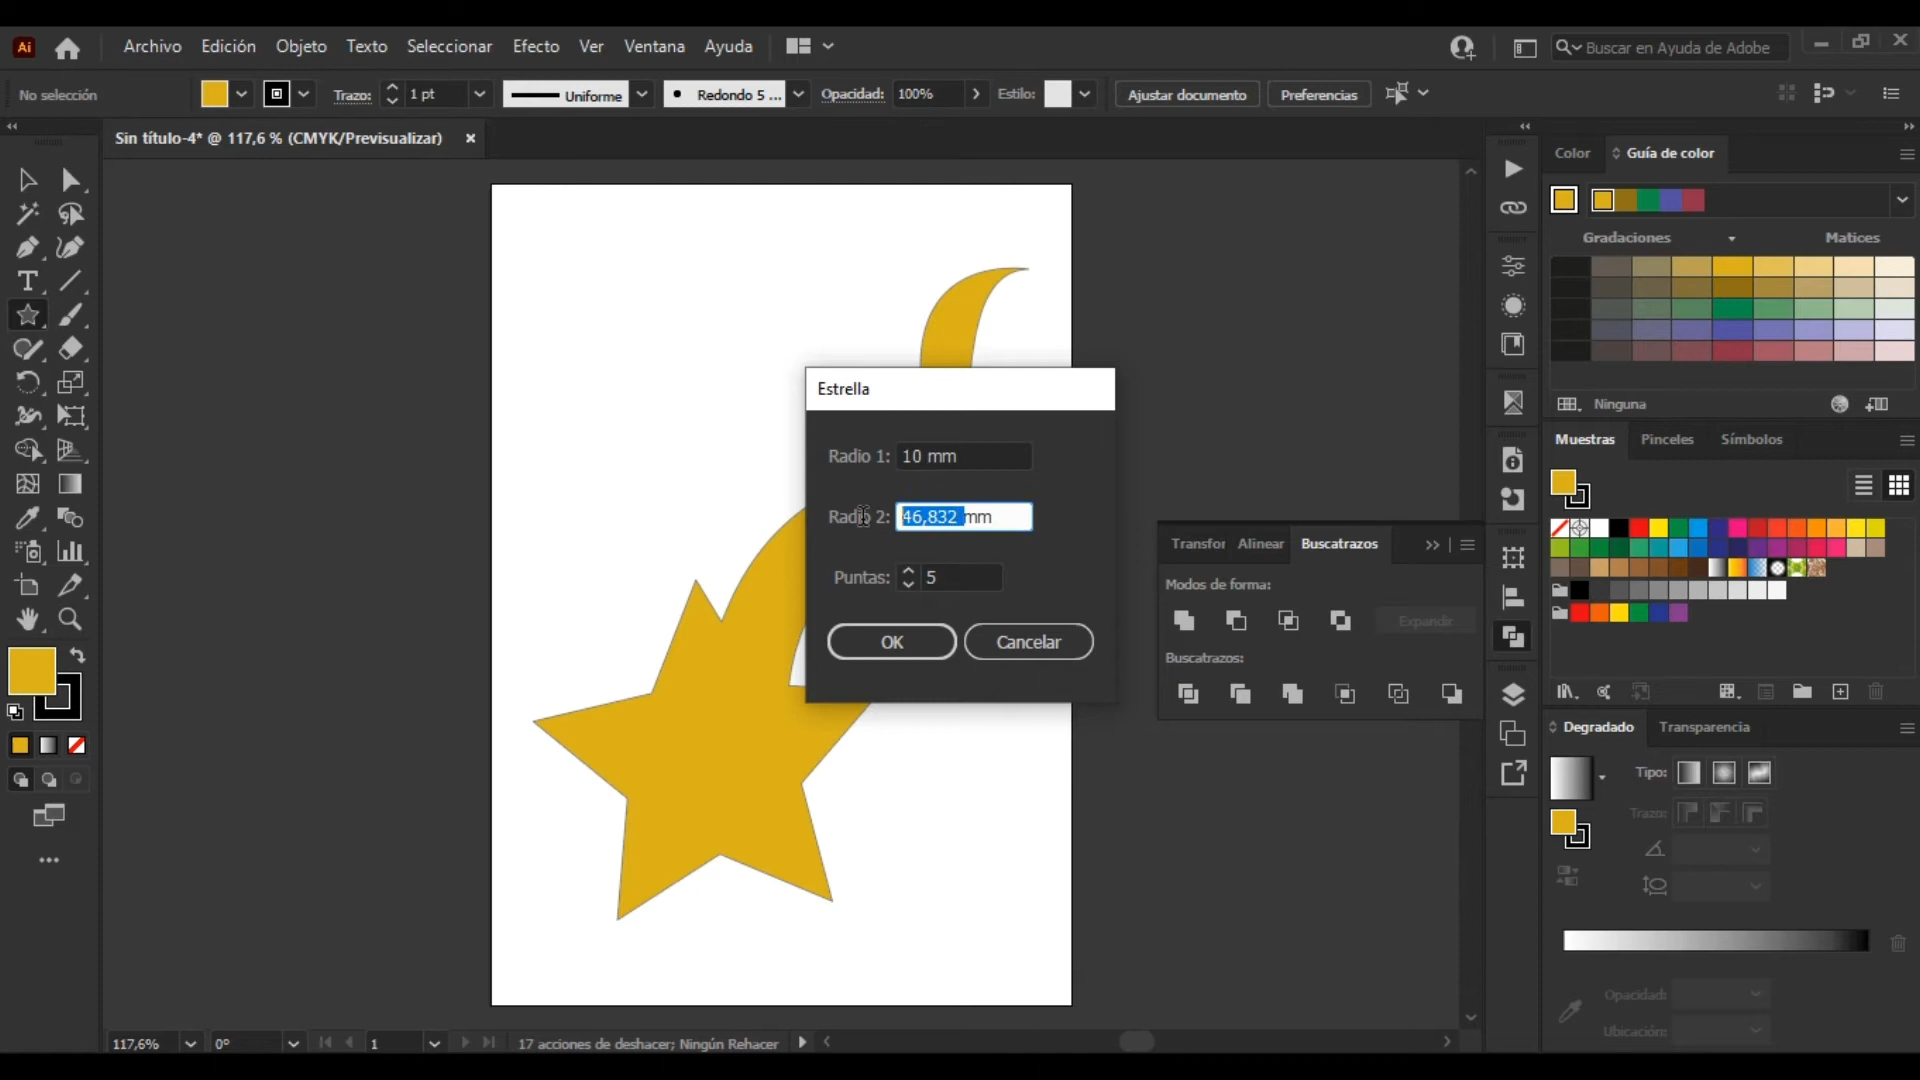 Ai
Archivo Edición Objeto Texto Seleccionar Efecto Ver Ventana Ayuda
Buscar en Ayuda de Adobe
No selección
Trazo: 1 pt
Uniforme
Redondo 5 ...
Opacidad: 100%
Estilo:
Ajustar documento
Preferencias
Sin título-4* @ 117,6 % (CMYK/Previsualizar)
Color
Guía de color
Gradaciones
Matices
Ninguna
Estrella
Radio 1: 10 mm
Radio 2: 46,832 mm
Puntas: 5
OK
Cancelar
Transfor
Alinear
Buscatrazos
Modos de forma:
Expandir
Buscatrazos:
Muestras
Pinceles
Símbolos
Degradado
Transparencia
Tipo:
Trazo:
Opacidad:
Ubicación:
117,6%
0°
1
17 acciones de deshacer; Ningún Rehacer